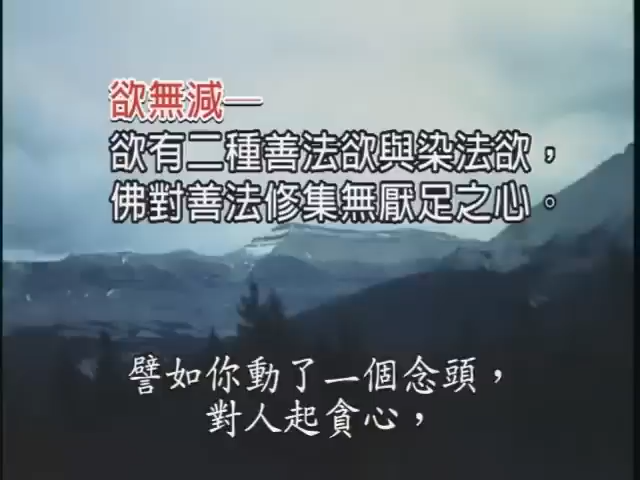 欲無減─
欲有二種善法欲與染法欲，
佛對善法修集無厭足之心。
譬如你動了一個念頭，
對人起貪心，